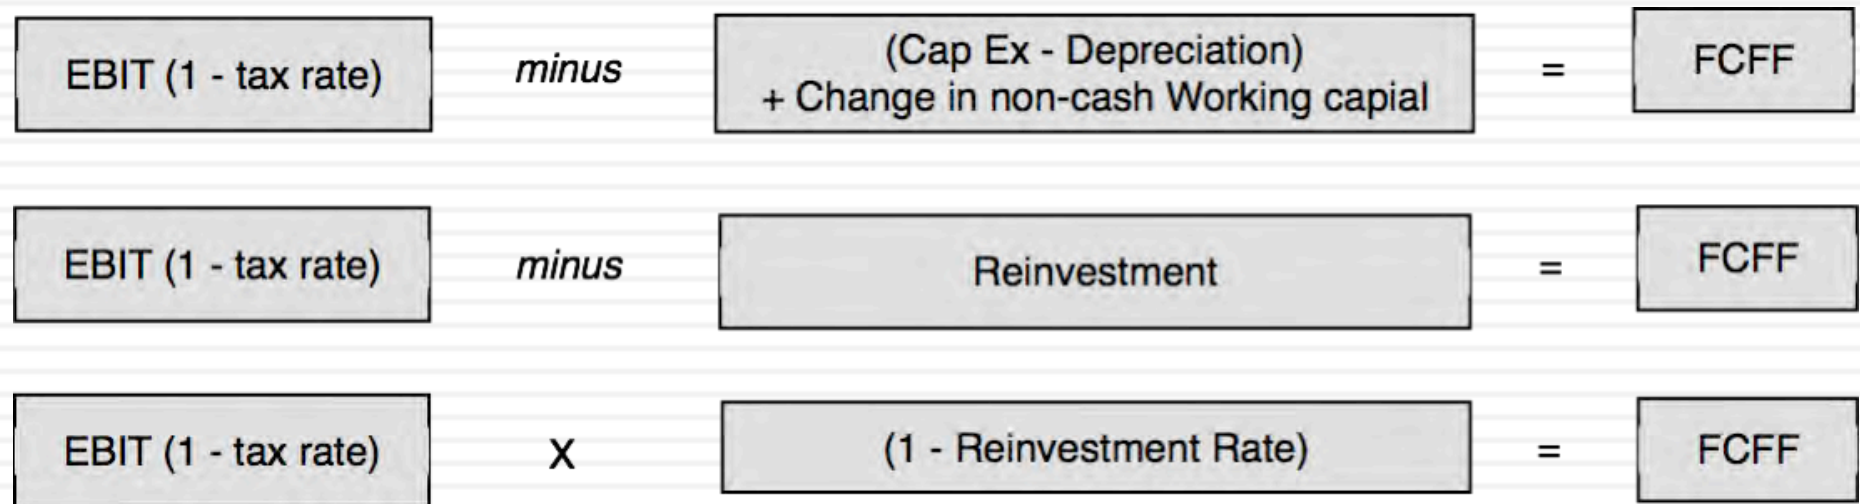 EBIT (1 - tax rate) minus (Cap Ex - Depreciation) = FCFF
+ Change in non-cash Working capial
EBIT (1 - tax rate) minus Reinvestment = FCFF
EBIT (1 - tax rate) X (1 - Reinvestment Rate) = FCFF